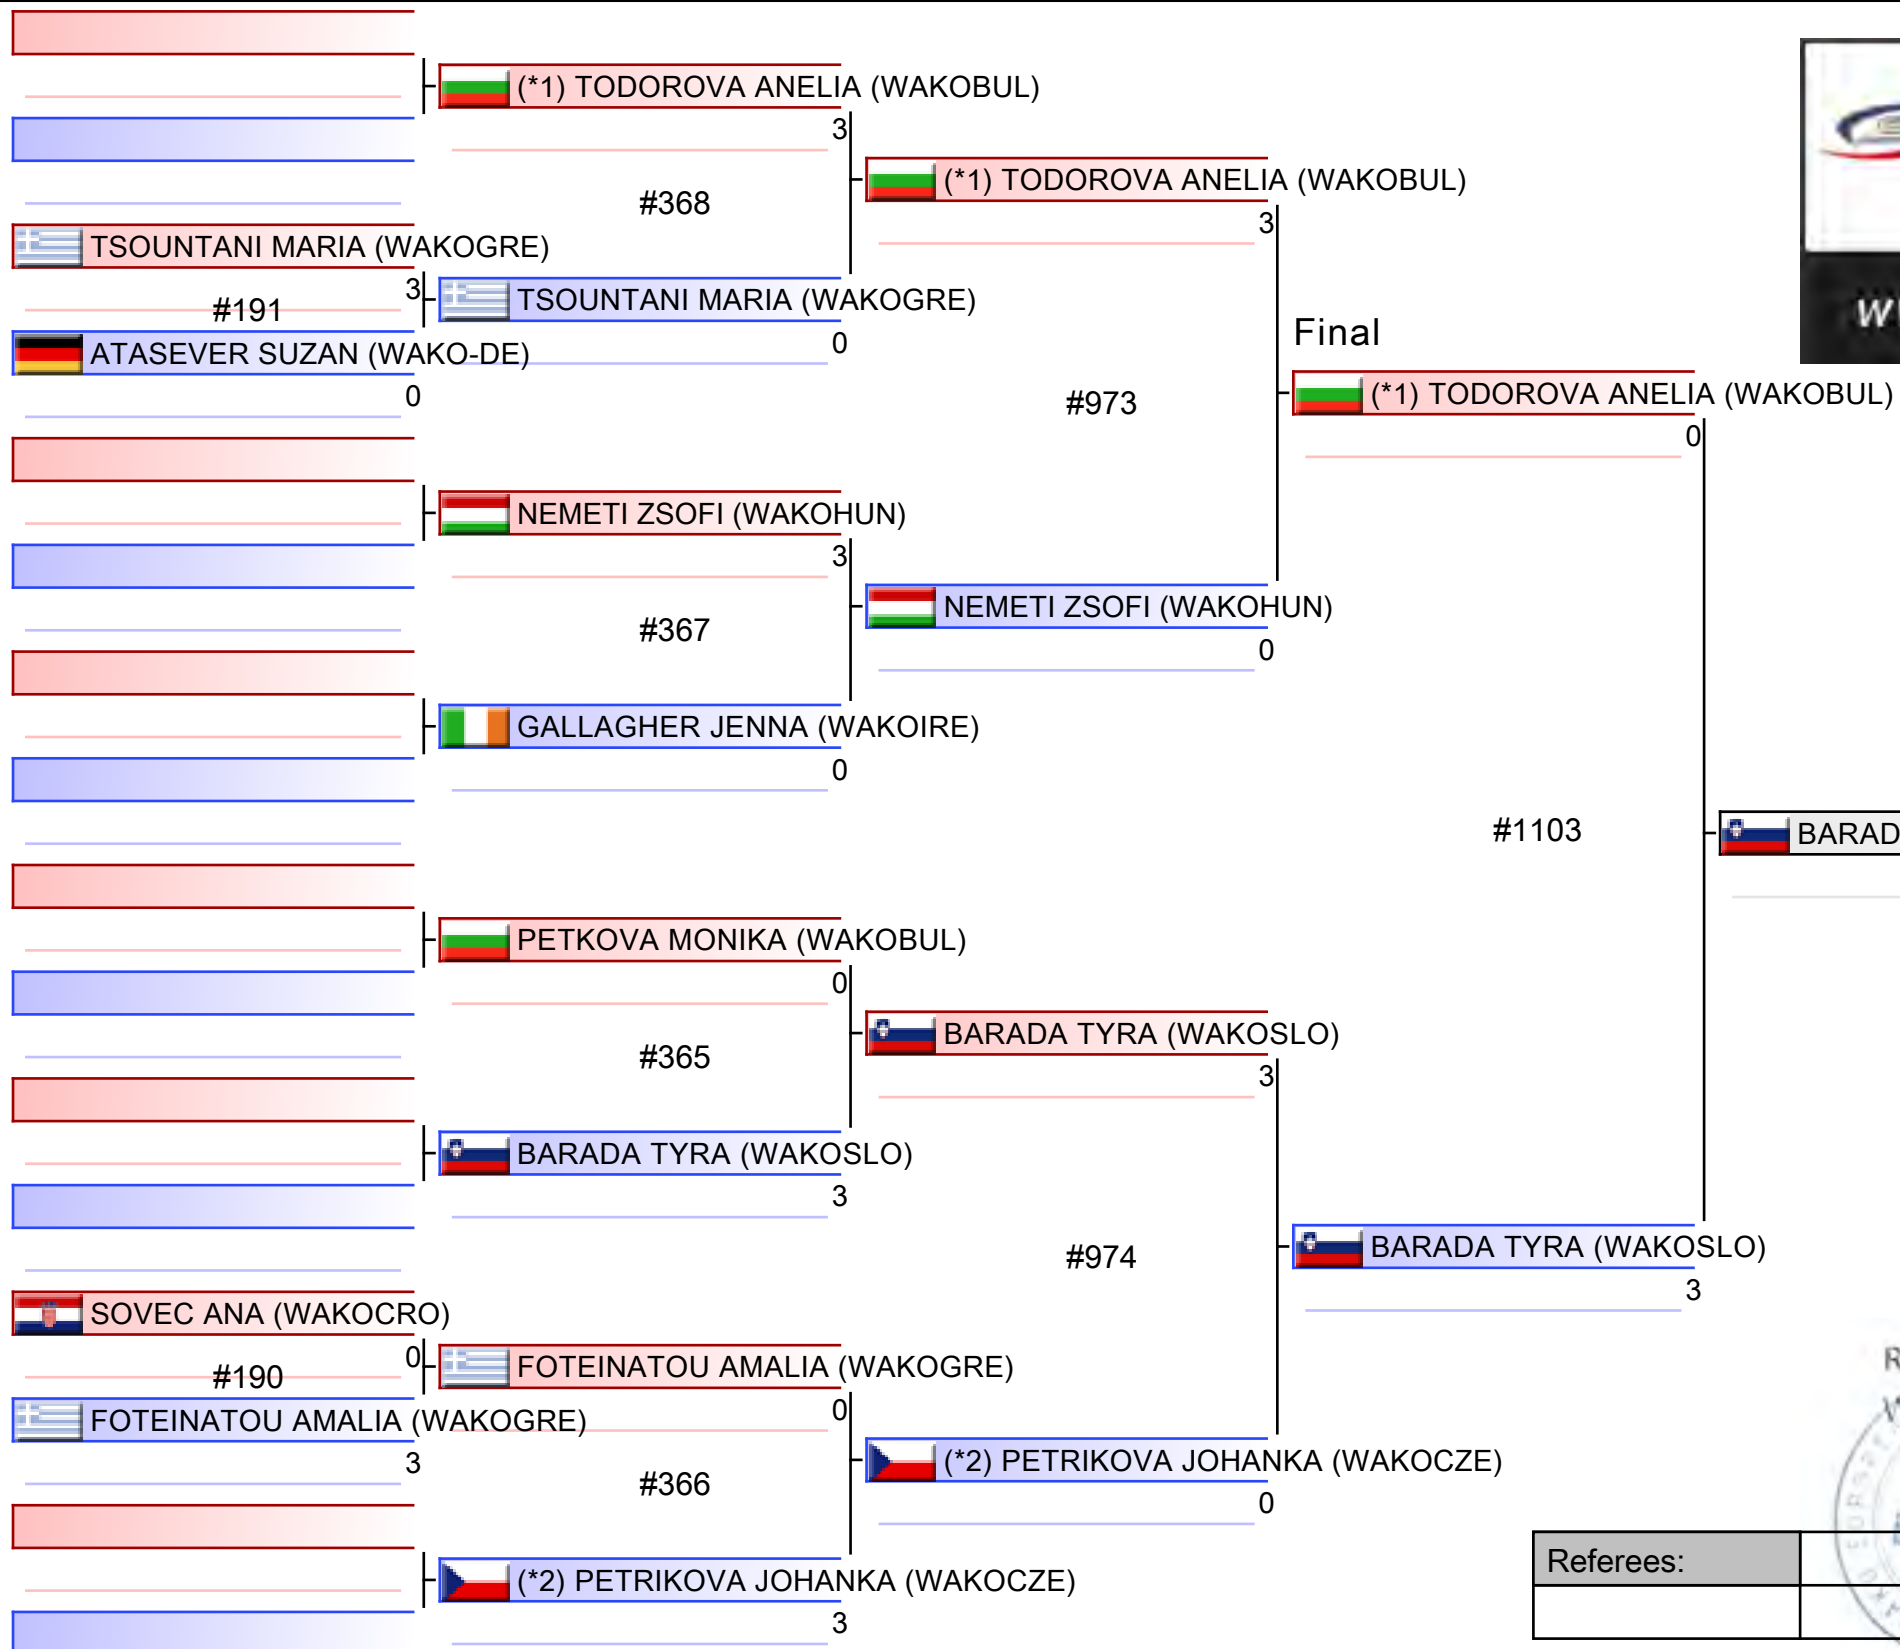 (*1) TODOROVA ANELIA (WAKOBUL)
3
#368
(*1) TODOROVA ANELIA (WAKOBUL)
3
TSOUNTANI MARIA (WAKOGRE)
3
#191
TSOUNTANI MARIA (WAKOGRE)
0
ATASEVER SUZAN (WAKO-DE)
0
Final
#973
(*1) TODOROVA ANELIA (WAKOBUL)
0
NEMETI ZSOFI (WAKOHUN)
3
#367
NEMETI ZSOFI (WAKOHUN)
0
GALLAGHER JENNA (WAKOIRE)
0
#1103
BARAD
PETKOVA MONIKA (WAKOBUL)
0
#365
BARADA TYRA (WAKOSLO)
3
BARADA TYRA (WAKOSLO)
3
#974
BARADA TYRA (WAKOSLO)
3
SOVEC ANA (WAKOCRO)
0
#190
FOTEINATOU AMALIA (WAKOGRE)
0
FOTEINATOU AMALIA (WAKOGRE)
3
#366
(*2) PETRIKOVA JOHANKA (WAKOCZE)
0
(*2) PETRIKOVA JOHANKA (WAKOCZE)
3
Referees: